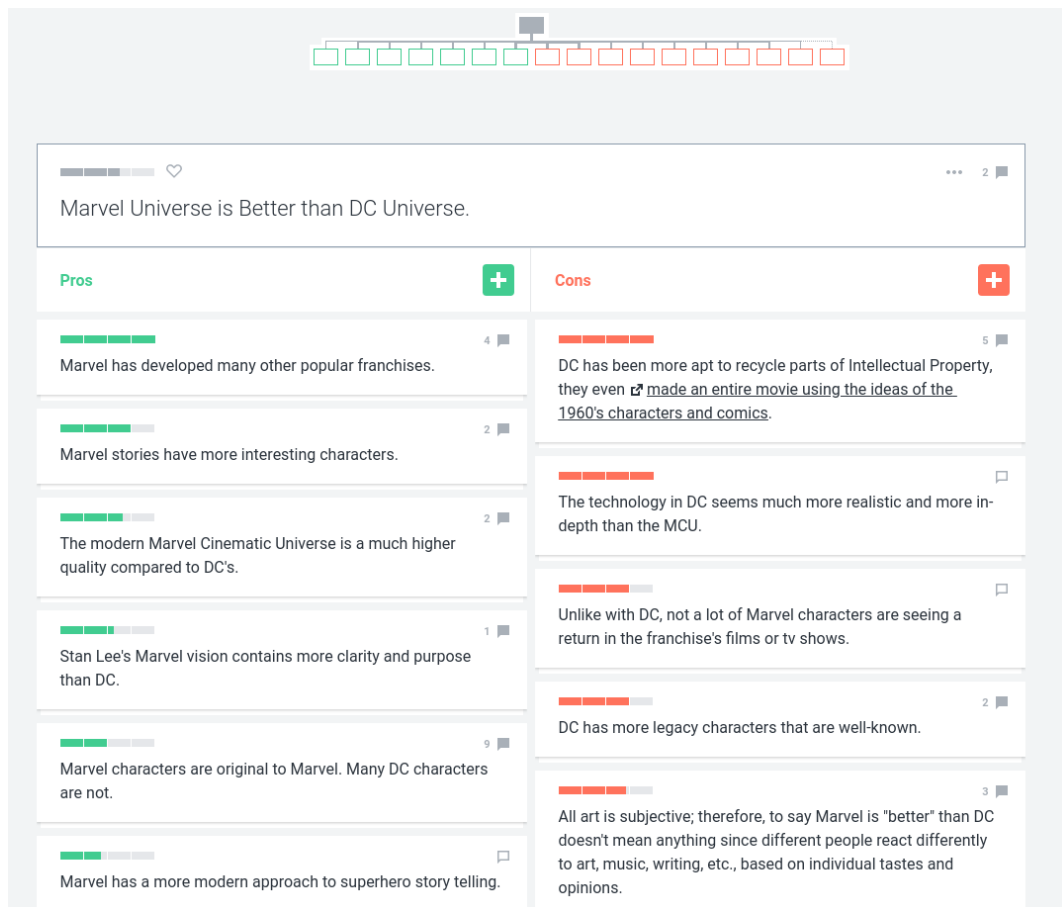 2
Marvel Universe is Better than DC Universe.
Pros
Cons
4
Marvel has developed many other popular franchises.
2
Marvel stories have more interesting characters.
2
The modern Marvel Cinematic Universe is a much higher
quality compared to DC's.
1
Stan Lee's Marvel vision contains more clarity and purpose
than DC.
9
Marvel characters are original to Marvel. Many DC characters
are not.
Marvel has a more modern approach to superhero story telling.
5
DC has been more apt to recycle parts of Intellectual Property,
they even made an entire movie using the ideas of the
1960's characters and comics.
The technology in DC seems much more realistic and more in-
depth than the MCU.
Unlike with DC, not a lot of Marvel characters are seeing a
return in the franchise's films or tv shows.
2
DC has more legacy characters that are well-known.
3
All art is subjective; therefore, to say Marvel is "better" than DC
doesn't mean anything since different people react differently
to art, music, writing, etc., based on individual tastes and
opinions.